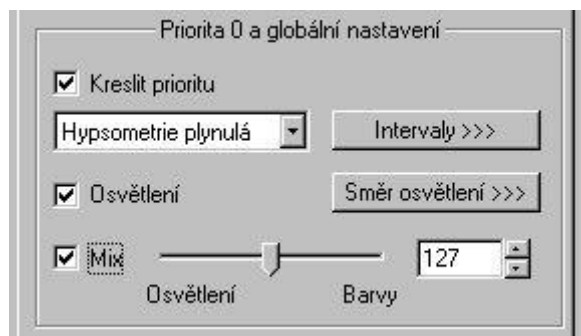 Priorita 0 a globální nastavení
Kreslit prioritu
Hypsometrie plynulá Intervaly >>>
Osvětlení Směr osvětlení >>>
Mix 127
Osvětlení Barvy